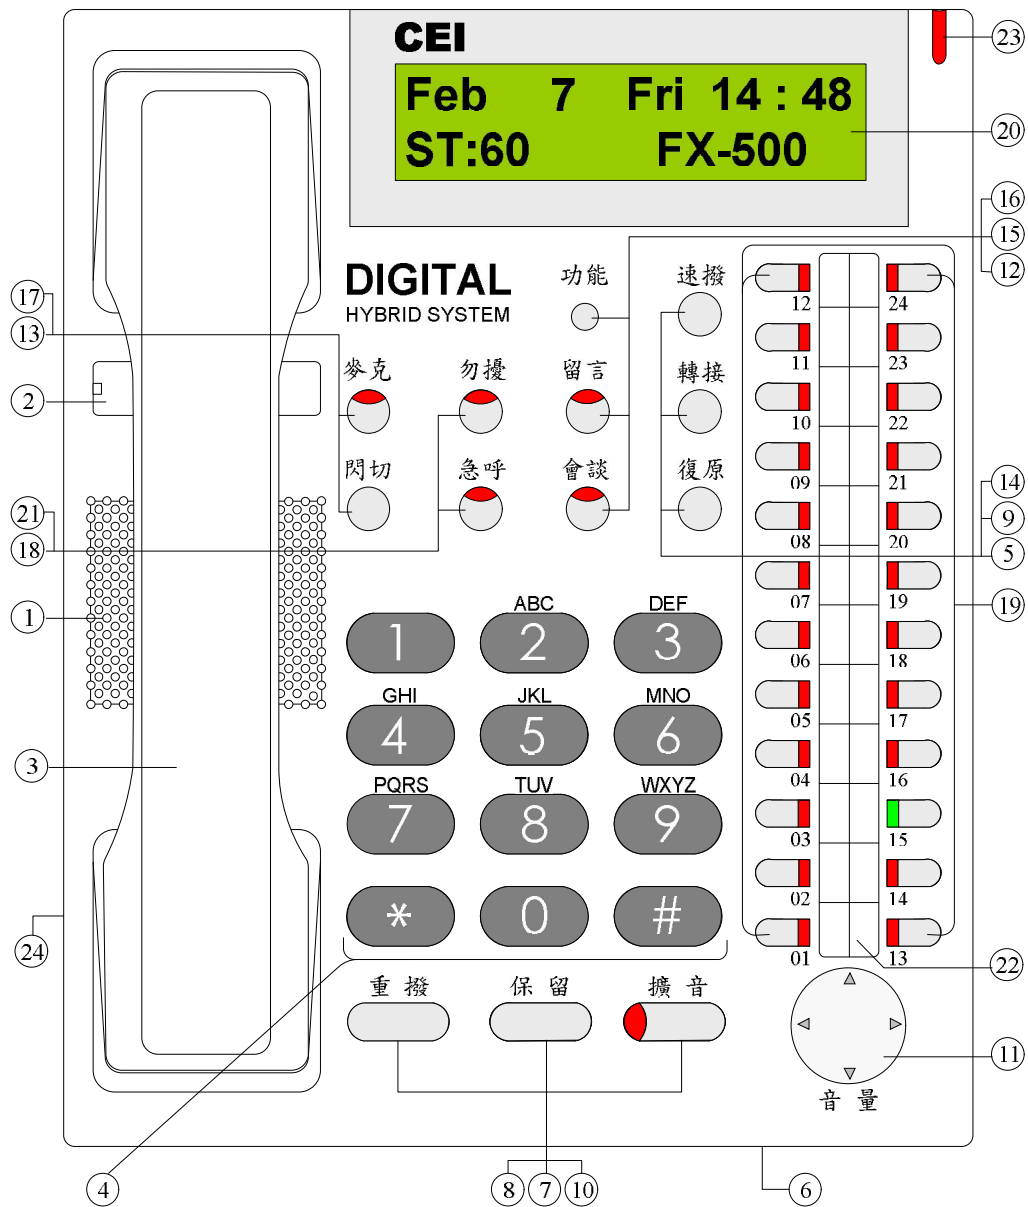 CEI
23
Feb 7 Fri 14 : 48
20
ST:60 FX-500
16
15
12
DIGITAL
HYBRID SYSTEM
功能
速撥
17
13
12 24
11 23
麥克 勿擾 留言 轉接
2
10 22
閃切 急呼 會談 復原
09 21
14
21
9
18
08 20
5
07 19
19
1
ABC DEF
1 2 3
06 18
GHI JKL MNO
4 5 6
05 17
3
04 16
PQRS TUV WXYZ
7 8 9
03 15
02 14
* 0 #
24
01 13
22
重撥 保留 擴音
11
音量
4
8 7 10
6